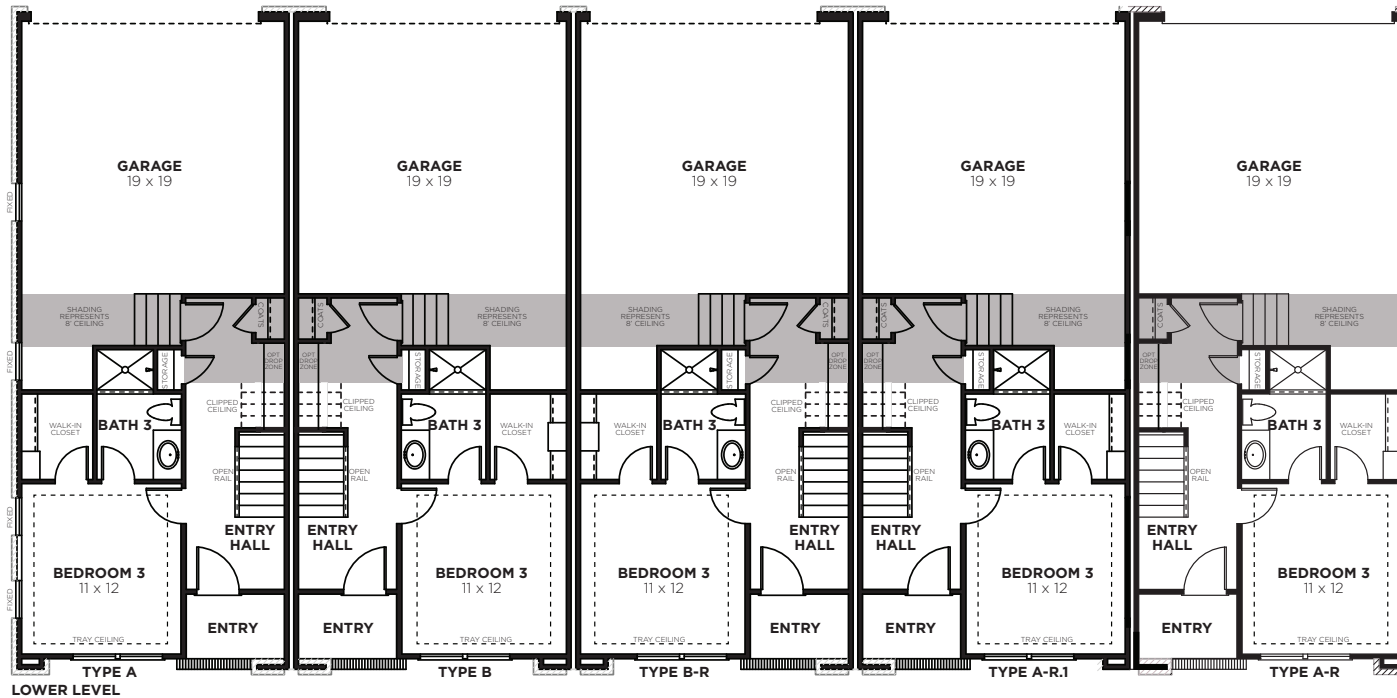 GARAGE
19 x 19
GARAGE
19 x 19
GARAGE
19 x 19
GARAGE
19 x 19
GARAGE
19 x 19
FIXED
FIXED
FIXED
FIXED
SHADING
REPRESENTS
8' CEILING
COATS
COATS
SHADING
REPRESENTS
8' CEILING
SHADING
REPRESENTS
8' CEILING
COATS
COATS
SHADING
REPRESENTS
8' CEILING
COATS
SHADING
REPRESENTS
8' CEILING
STORAGE
OPT
DROP
ZONE
OPT
DROP
ZONE
STORAGE
STORAGE
OPT
DROP
ZONE
OPT
DROP
ZONE
STORAGE
OPT
DROP
ZONE
STORAGE
CLIPPED
CEILING
CLIPPED
CEILING
CLIPPED
CEILING
CLIPPED
CEILING
CLIPPED
CEILING
WALK-IN
CLOSET
BATH 3
BATH 3
WALK-IN
CLOSET
WALK-IN
CLOSET
BATH 3
BATH 3
WALK-IN
CLOSET
BATH 3
WALK-IN
CLOSET
OPEN
RAIL
OPEN
RAIL
OPEN
RAIL
OPEN
RAIL
OPEN
RAIL
ENTRY
HALL
ENTRY
HALL
ENTRY
HALL
ENTRY
HALL
ENTRY
HALL
BEDROOM 3
11 x 12
BEDROOM 3
11 x 12
BEDROOM 3
11 x 12
BEDROOM 3
11 x 12
BEDROOM 3
11 x 12
TRAY CEILING
ENTRY
ENTRY
TRAY CEILING
TRAY CEILING
ENTRY
ENTRY
TRAY CEILING
ENTRY
TRAY CEILING
TYPE A
TYPE B
TYPE B-R
TYPE A-R.1
TYPE A-R
LOWER LEVEL